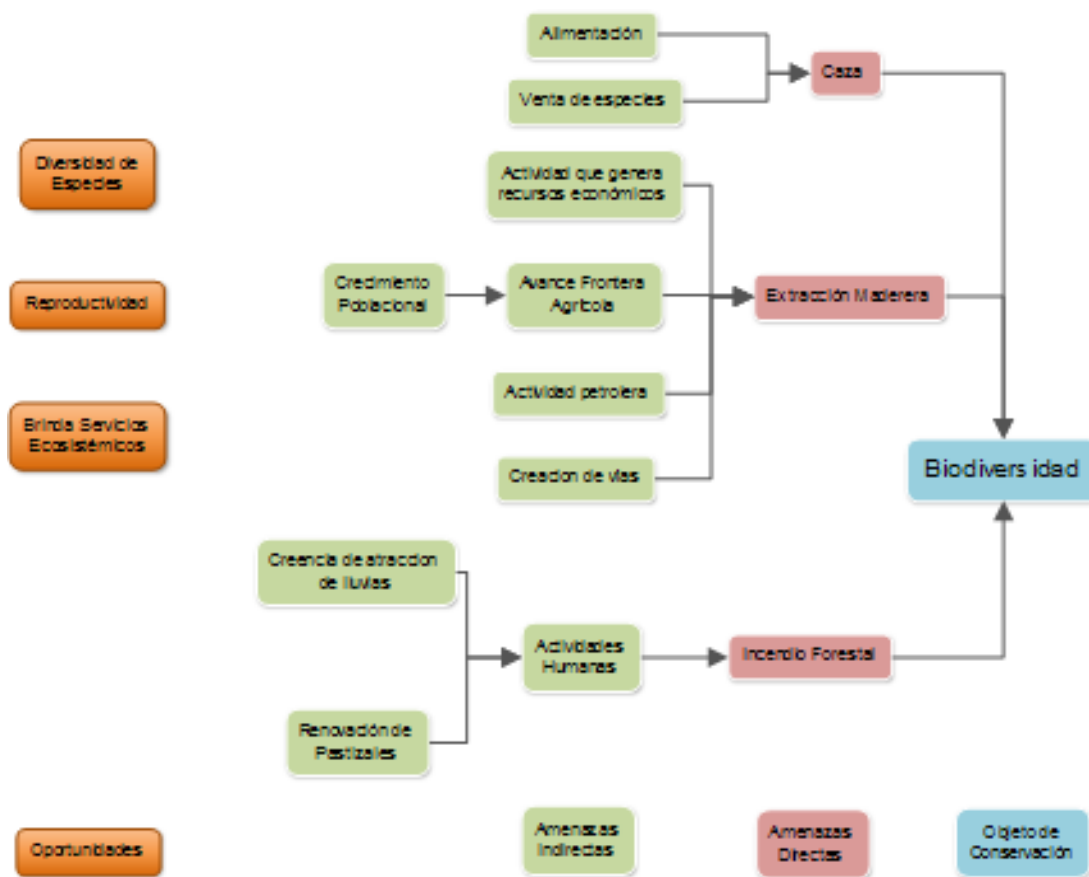 Alimentación
Caza
Venta de especies
Diversidad de
Especies
Actividad que genera
recursos económicos
Reproductividad
Crecimiento
Poblacional
Avance Frontera
Agrícola
Extracción Maderera
Actividad petrolera
Brinda Servicios
Ecosistémicos
Creacion de vias
Biodiversidad
Creencia de atraccion
de lluvias
Actividades
Humanas
Incendio Forestal
Renovación de
Pastizales
Oportunidades
Amenazas
Indirectas
Amenazas
Directas
Objeto de
Conservación